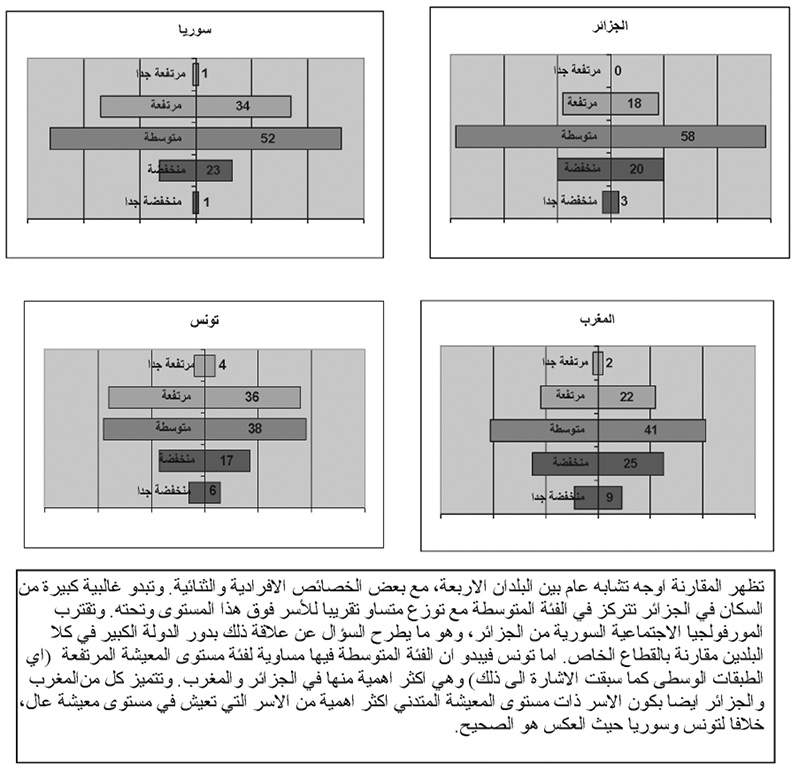 الجزائر
مرتفعة جدا 0
مرتفعة 18
متوسطة 58
منخفضة 20
منخفضة جدا 3
سوريا
مرتفعة جدا 1
مرتفعة 34
متوسطة 52
منخفضة 23
منخفضة جدا 1
المغرب
مرتفعة جدا 2
مرتفعة 22
متوسطة 41
منخفضة 25
منخفضة جدا 9
تونس
مرتفعة جدا 4
مرتفعة 36
متوسطة 38
منخفضة 17
منخفضة جدا 6
تظهر المقارنة اوجه تشابه عام بين البلدان الاربعة، مع بعض الخصائص الافرادية والثنائية. وتبدو غالبية كبيرة من
السكان في الجزائر تتركز في الفئة المتوسطة مع توزع متساو تقريبا للأسر فوق هذا المستوى وتحته. وتقترب
المورفولجيا الاجتماعية السورية من الجزائر، وهو ما يطرح السؤال عن علاقة ذلك بدور الدولة الكبير في كلا
البلدين مقارنة بالقطاع الخاص. اما تونس فيبدو ان الفئة المتوسطة فيها مساوية لفئة مستوى المعيشة المرتفعة (اي
الطبقات الوسطى كما سبقت الاشارة الى ذلك) وهي اكثر اهمية منها في الجزائر والمغرب. وتتميز كل من المغرب
والجزائر ايضا بكون الاسر ذات مستوى المعيشة المتدني اكثر اهمية من الاسر التي تعيش في مستوى معيشة عال،
خلافا لتونس وسوريا حيث العكس هو الصحيح.